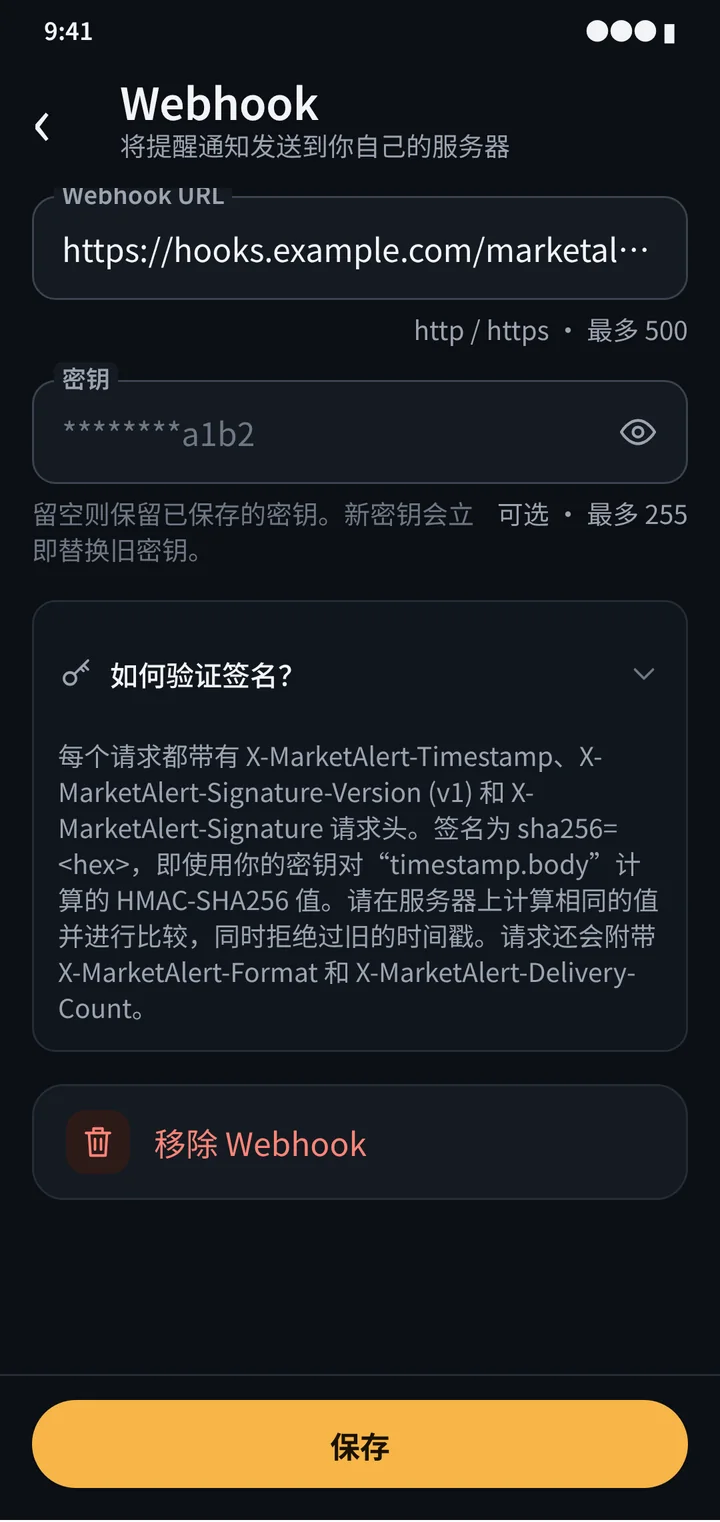 9:41
Webhook
将提醒通知发送到你自己的服务器
Webhook URL
https://hooks.example.com/marketal…
http / https • 最多 500
密钥
********a1b2
留空则保留已保存的密钥。新密钥会立
即替换旧密钥。
可选 • 最多 255
如何验证签名？
每个请求都带有 X-MarketAlert-Timestamp、X-
MarketAlert-Signature-Version (v1) 和 X-
MarketAlert-Signature 请求头。签名为 sha256=
<hex>，即使用你的密钥对“timestamp.body”计
算的 HMAC-SHA256 值。请在服务器上计算相同的值
并进行比较，同时拒绝过旧的时间戳。请求还会附带
X-MarketAlert-Format 和 X-MarketAlert-Delivery-
Count。
移除 Webhook
保存